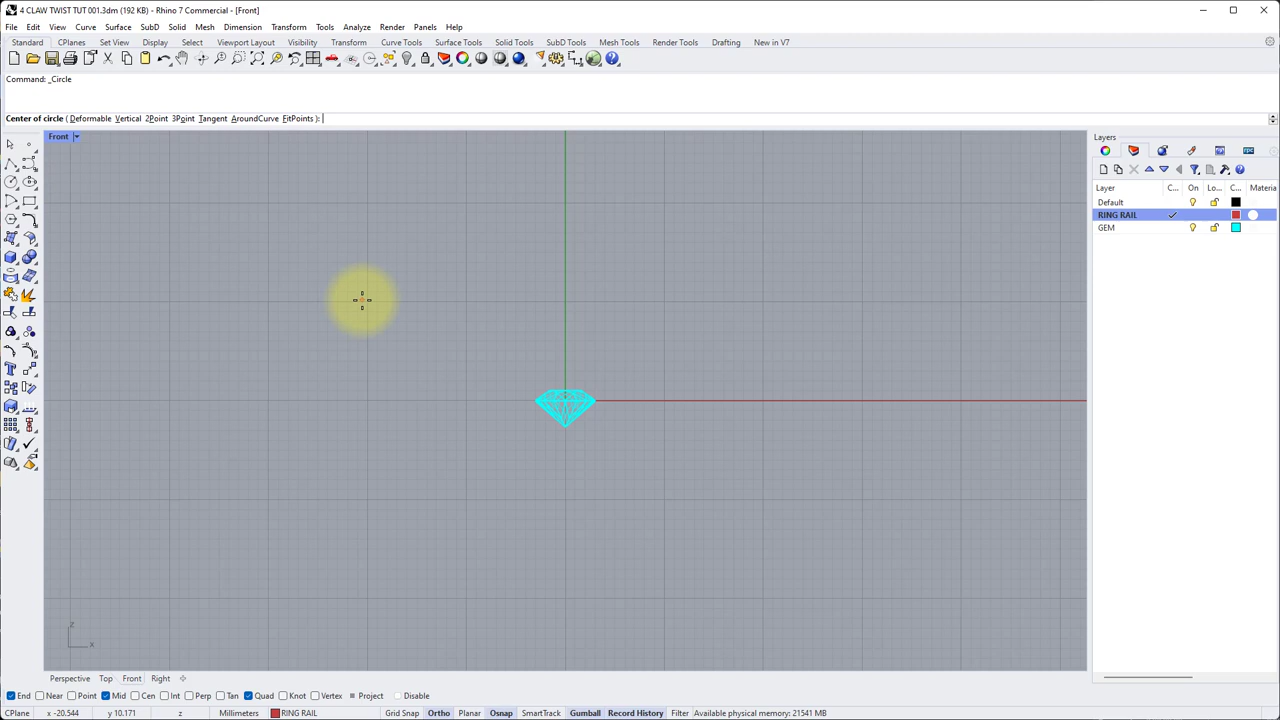 4 CLAW TWIST TUT 001.3dm (192 KB) - Rhino 7 Commercial - [Front]
File Edit View Curve Surface SubD Solid Mesh Dimension Transform Tools Analyze Render Panels Help
Standard CPlanes Set View Display Select Viewport Layout Visibility Transform Curve Tools Surface Tools Solid Tools SubD Tools Mesh Tools Render Tools Drafting New in V7
Command: _Circle
Center of circle ( Deformable Vertical 2Point 3Point Tangent AroundCurve FitPoints ):
Front
Layers
Layer C... On Lo... C... Materia
Default
RING RAIL
GEM
z
x
Perspective Top Front Right
End Near Point Mid Cen Int Perp Tan Quad Knot Vertex Project Disable
CPlane x -20.544 y 10.171 z Millimeters RING RAIL Grid Snap Ortho Planar Osnap SmartTrack Gumball Record History Filter Available physical memory: 21541 MB